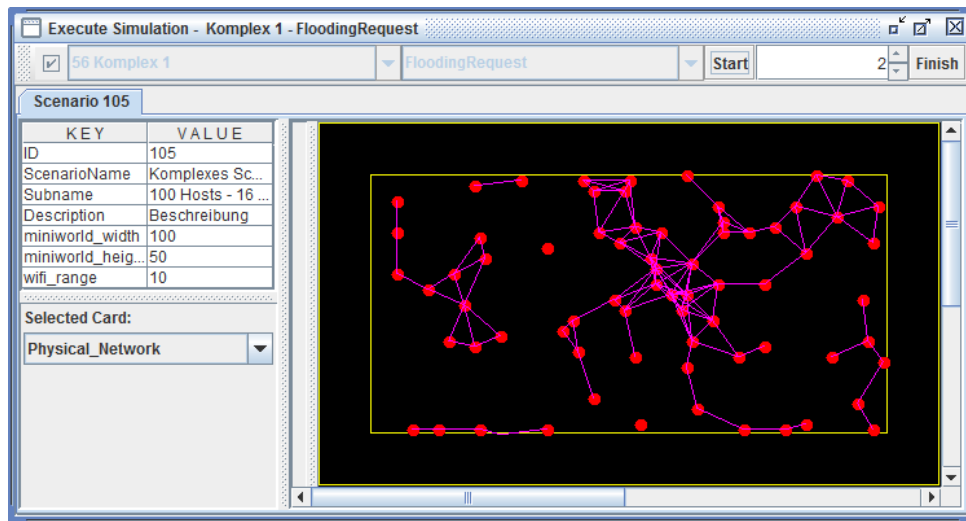 Execute Simulation - Komplex 1 - FloodingRequest
56 Komplex 1 FloodingRequest Start 2 Finish
Scenario 105
KEY VALUE
ID 105
ScenarioName Komplexes Sc...
Subname 100 Hosts - 16 ...
Description Beschreibung
miniworld_width 100
miniworld_heig... 50
wifi_range 10
Selected Card:
Physical_Network